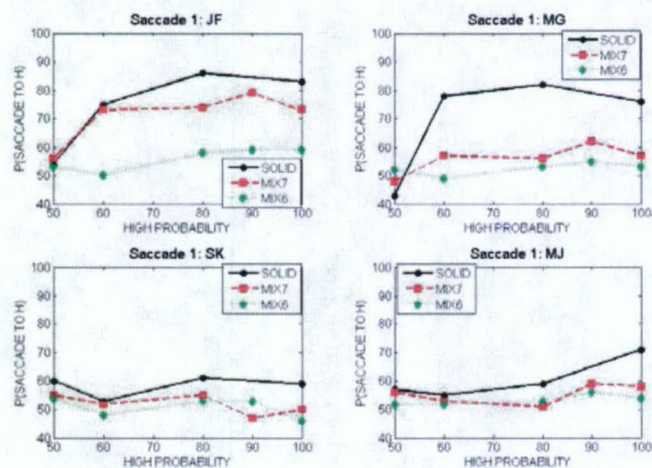 Saccade 1: JF
P(SACCADE TO H)
100
90
80
70
60
50
40
50 60 70 80 90 100
HIGH PROBABILITY
SOLID
MIX7
MIX6
Saccade 1: MG
P(SACCADE TO H)
100
90
80
70
60
50
40
50 60 70 80 90 100
HIGH PROBABILITY
SOLID
MIX7
MIX6
Saccade 1: SK
P(SACCADE TO H)
100
90
80
70
60
50
40
50 60 70 80 90 100
HIGH PROBABILITY
SOLID
MIX7
MIX6
Saccade 1: MJ
P(SACCADE TO H)
100
90
80
70
60
50
40
50 60 70 80 90 100
HIGH PROBABILITY
SOLID
MIX7
MIX6